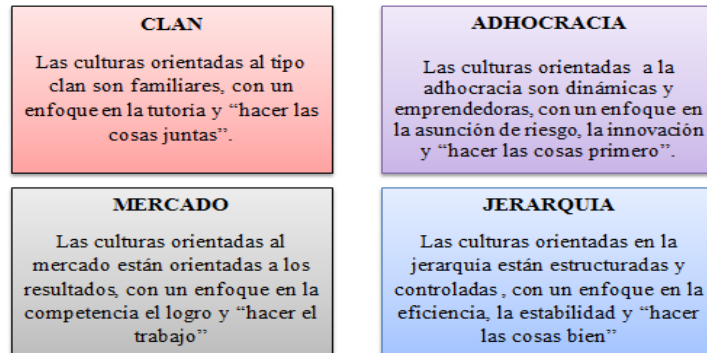 CLAN
Las culturas orientadas al tipo
clan son familiares, con un
enfoque en la tutoria y “hacer las
cosas juntas”.
ADHOCRACIA
Las culturas orientadas a la
adhocracia son dinámicas y
emprendedoras, con un enfoque en
la asunción de riesgo, la innovación
y “hacer las cosas primero”.
MERCADO
Las culturas orientadas al
mercado están orientadas a los
resultados, con un enfoque en la
competencia el logro y “hacer el
trabajo”
JERARQUIA
Las culturas orientadas en la
jerarquia están estructuradas y
controladas , con un enfoque en la
eficiencia, la estabilidad y “hacer
las cosas bien”